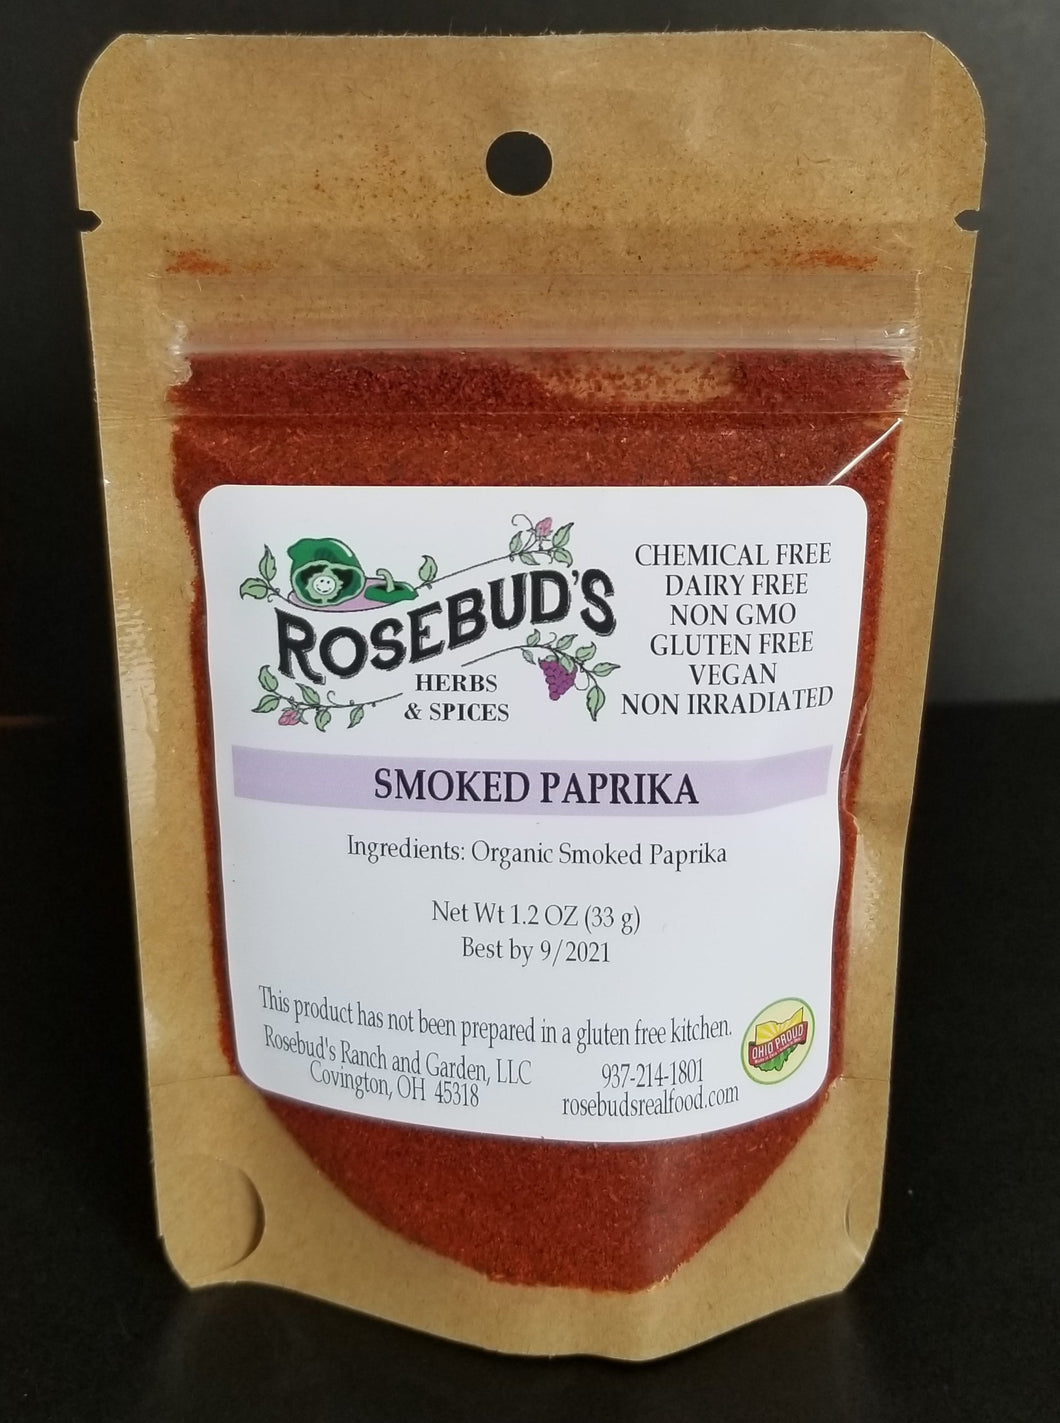 ROSEBUD'S
HERBS
& SPICES
CHEMICAL FREE
DAIRY FREE
NON GMO
GLUTEN FREE
VEGAN
NON IRRADIATED
SMOKED PAPRIKA
Ingredients: Organic Smoked Paprika
Net Wt 1.2 OZ (33 g)
Best by 9/2021
This product has not been prepared in a gluten free kitchen.
Rosebud's Ranch and Garden, LLC
Covington, OH 45318
937-214-1801
rosebudsrealfood.com
OHIO PROUD